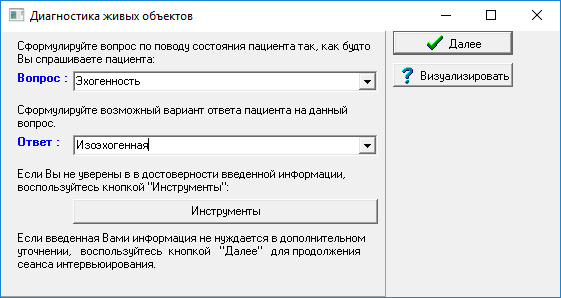 Диагностика живых объектов
Сформулируйте вопрос по поводу состояния пациента так, как будто
Вы спрашиваете пациента:
Вопрос : Эхогенность
Сформулируйте возможный вариант ответа пациента на данный
вопрос.
Ответ : Изоэхогенная
Если Вы не уверены в в достоверности введенной информации,
воспользуйтесь кнопкой "Инструменты":
Инструменты
Если введенная Вами информация не нуждается в дополнительном
уточнении, воспользуйтесь кнопкой "Далее" для продолжения
сеанса интервьюирования.
Далее
Визуализировать